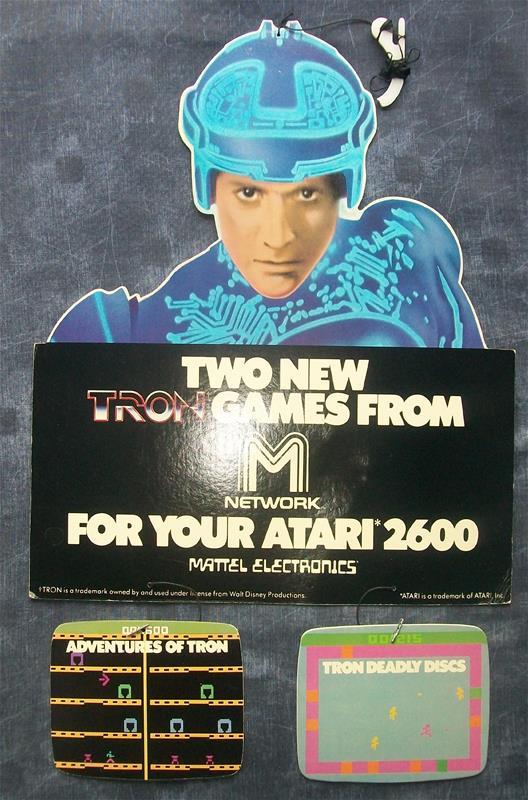 TWO NEW
TRON GAMES FROM
M
NETWORK
FOR YOUR ATARI* 2600
MATTEL ELECTRONICS
†TRON is a trademark owned by and used under license from Walt Disney Productions.
*ATARI is a trademark of ATARI, Inc.
ADVENTURES OF TRON
000215
TRON DEADLY DISCS